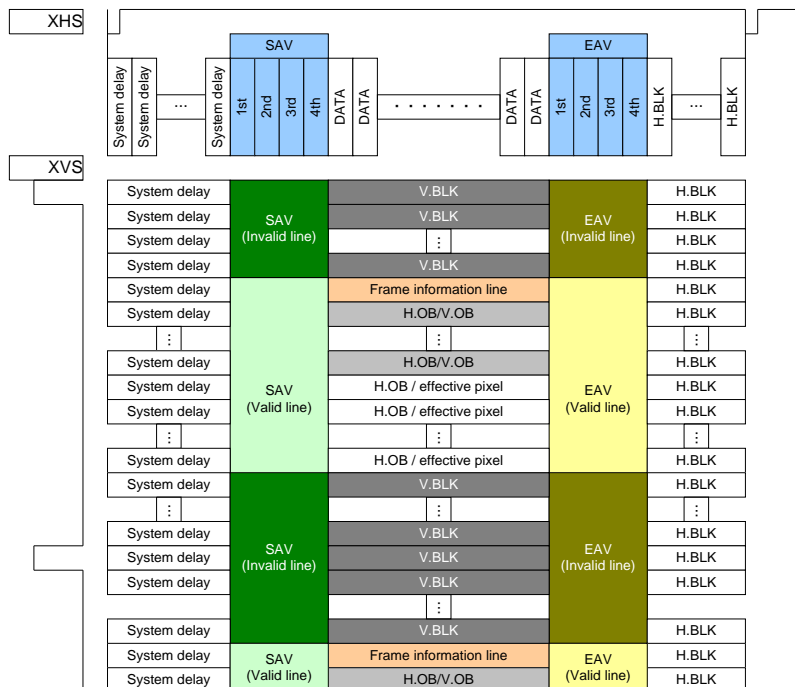 XHS
SAV
EAV
System delay
System delay
...
System delay
1st
2nd
3rd
4th
DATA
DATA
· · · · · · ·
DATA
DATA
1st
2nd
3rd
4th
H.BLK
...
H.BLK
XVS
System delay
V.BLK
H.BLK
System delay
V.BLK
H.BLK
SAV
(Invalid line)
EAV
(Invalid line)
System delay
⋮
H.BLK
System delay
V.BLK
H.BLK
System delay
Frame information line
H.BLK
System delay
H.OB/V.OB
H.BLK
⋮
⋮
⋮
System delay
H.OB/V.OB
H.BLK
System delay
H.OB / effective pixel
H.BLK
SAV
(Valid line)
EAV
(Valid line)
System delay
H.OB / effective pixel
H.BLK
⋮
⋮
⋮
System delay
H.OB / effective pixel
H.BLK
System delay
V.BLK
H.BLK
⋮
⋮
⋮
System delay
V.BLK
H.BLK
SAV
(Invalid line)
EAV
(Invalid line)
System delay
V.BLK
H.BLK
System delay
V.BLK
H.BLK
⋮
System delay
V.BLK
H.BLK
System delay
SAV
(Valid line)
Frame information line
EAV
(Valid line)
H.BLK
System delay
H.OB/V.OB
H.BLK